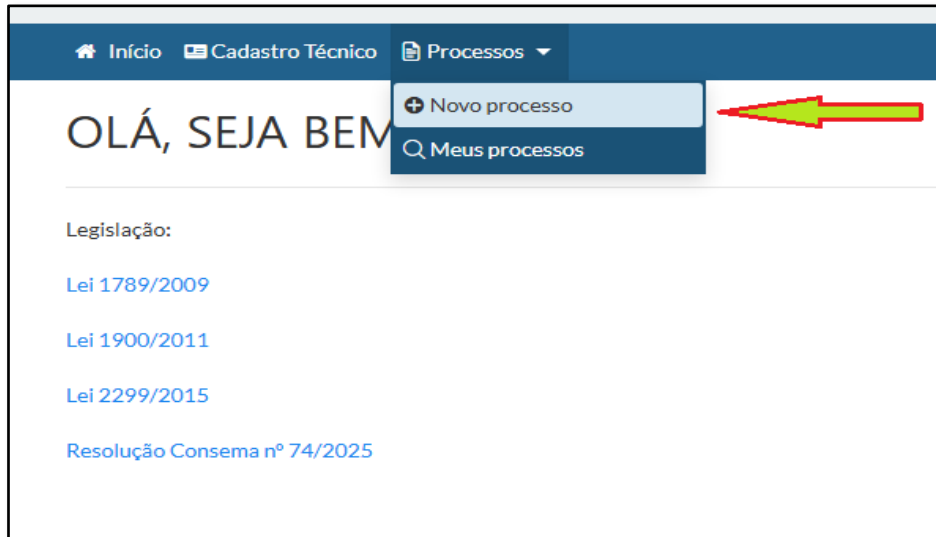 Início Cadastro Técnico Processos
Novo processo
OLÁ, SEJA BEM
Meus processos
Legislação:
Lei 1789/2009
Lei 1900/2011
Lei 2299/2015
Resolução Consema nº 74/2025